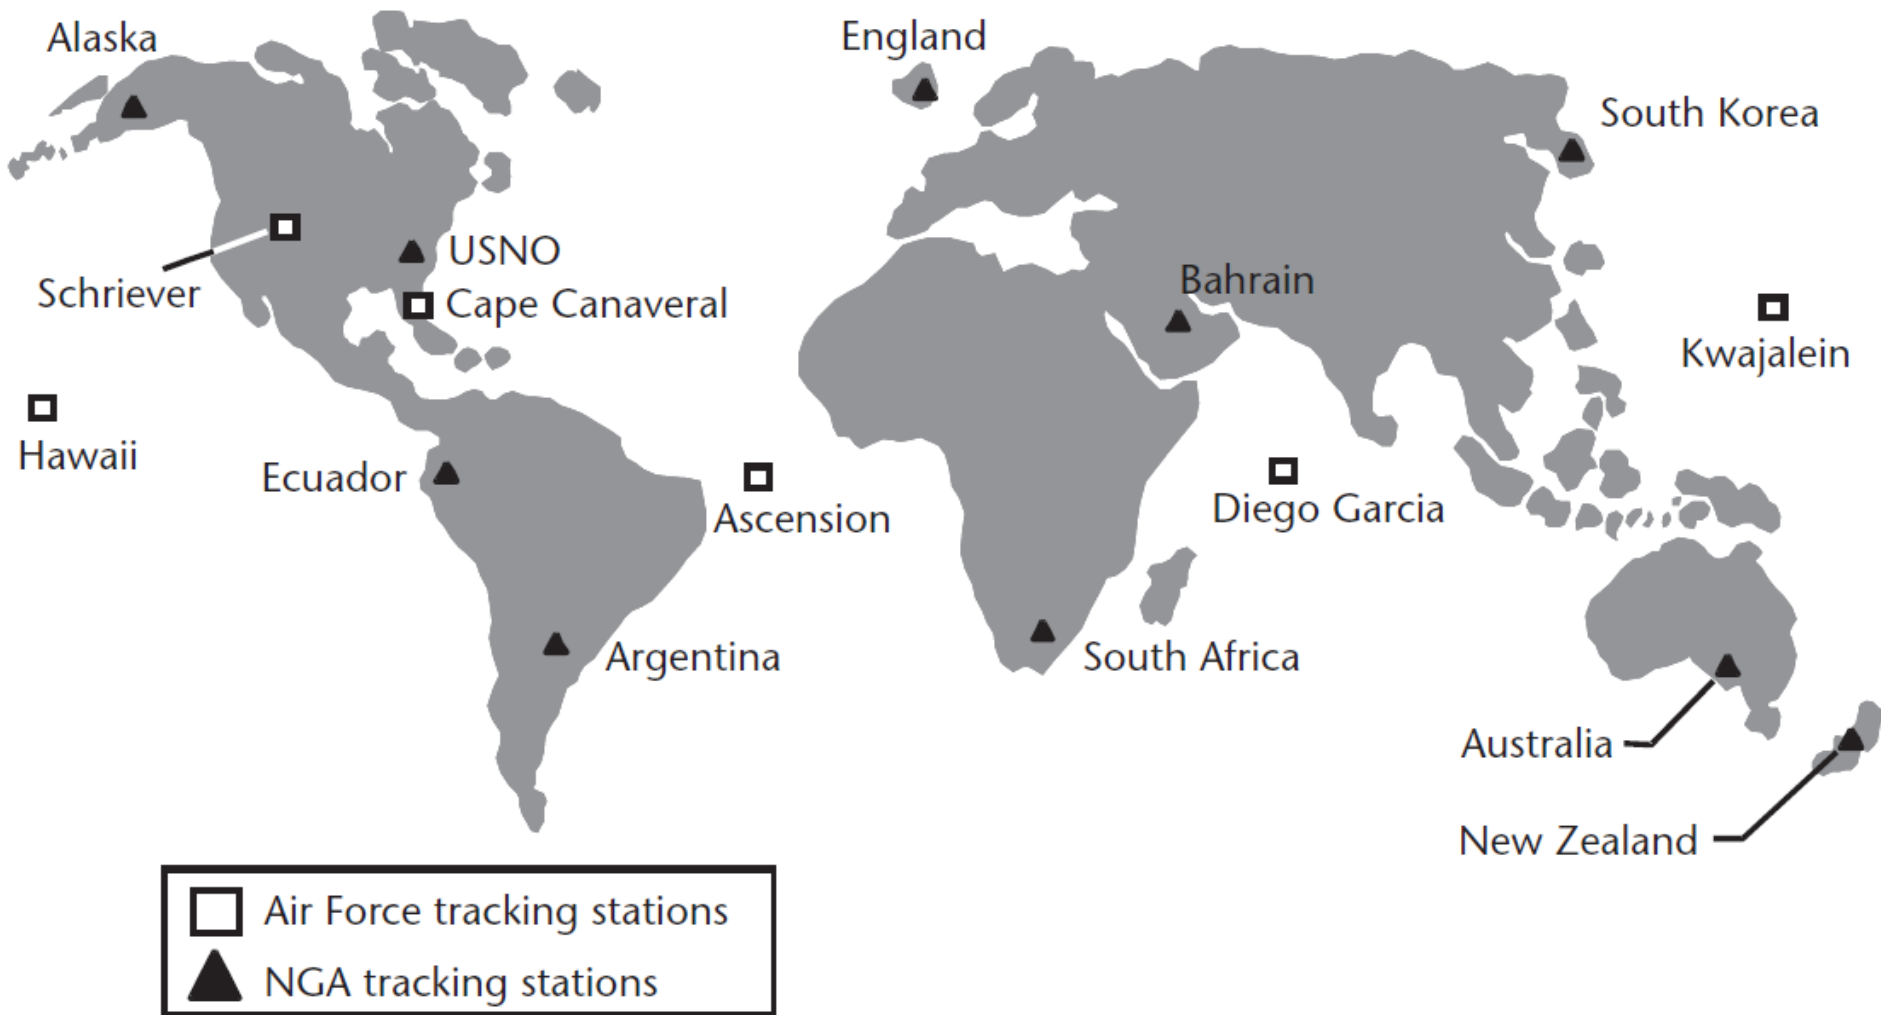 Alaska
England
South Korea
USNO
Schriever
Cape Canaveral
Bahrain
Kwajalein
Hawaii
Ecuador
Ascension
Diego Garcia
Argentina
South Africa
Australia
New Zealand
Air Force tracking stations
NGA tracking stations